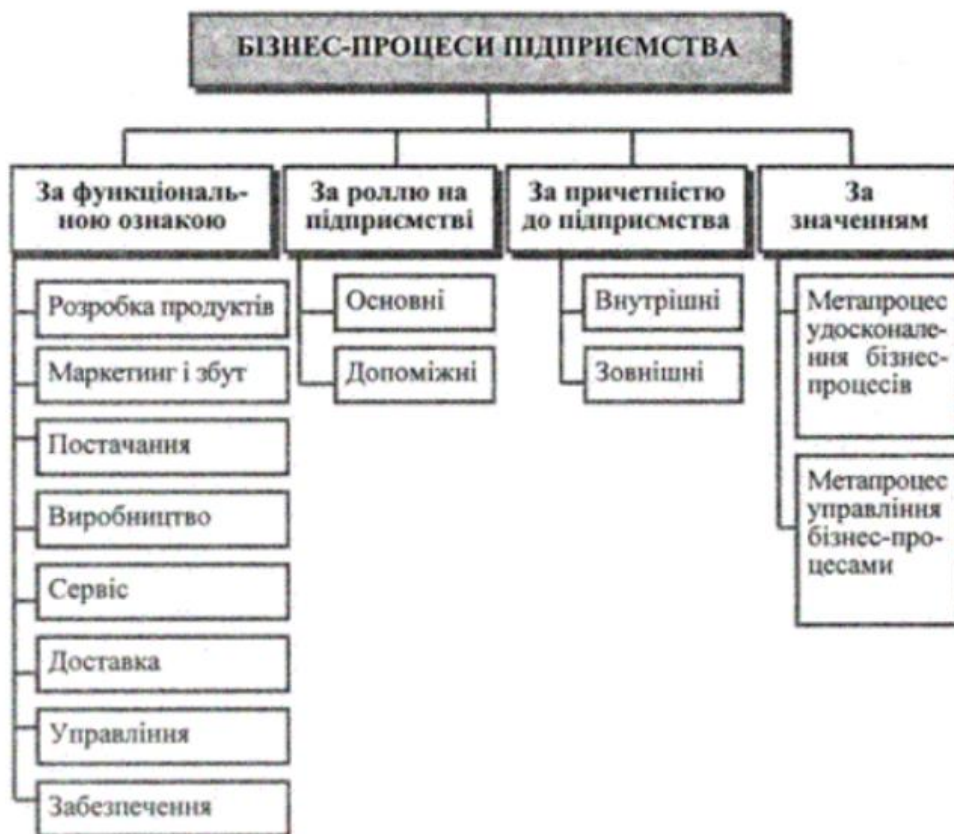 БІЗНЕС-ПРОЦЕСИ ПІДПРИЄМСТВА
За функціональ-
ною ознакою
Розробка продуктів
Маркетинг і збут
Постачання
Виробництво
Сервіс
Доставка
Управління
Забезпечення
За роллю на
підприємстві
Основні
Допоміжні
За причетністю
до підприємства
Внутрішні
Зовнішні
За
значенням
Метапроцес
удосконале-
ння бізнес-
процесів
Метапроцес
управління
бізнес-про-
цесами